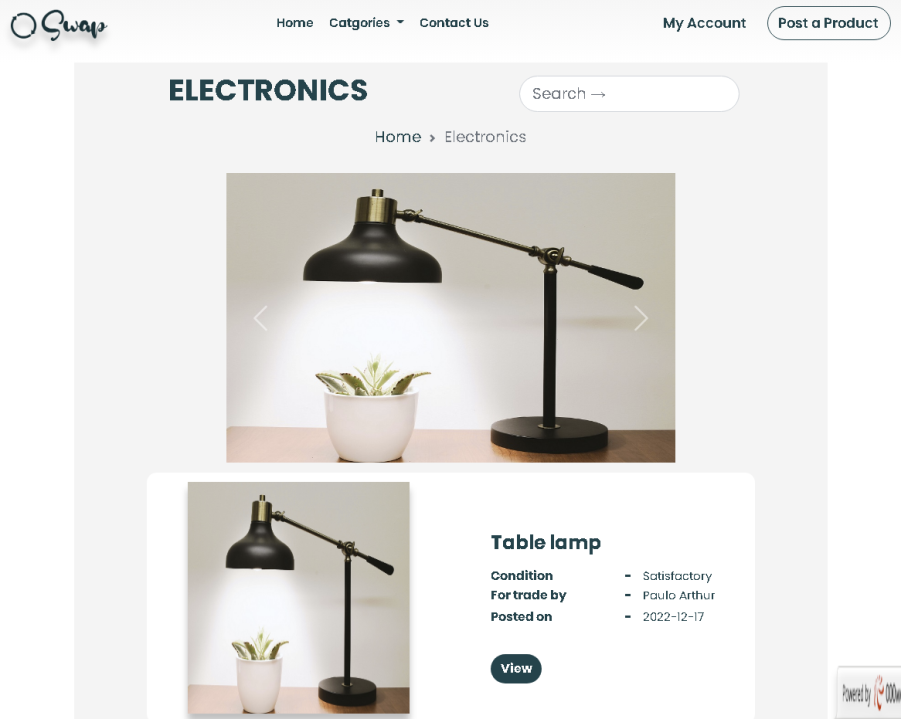 Swap
Home Catgories Contact Us My Account Post a Product
ELECTRONICS
Search →
Home > Electronics
Table lamp
Condition - Satisfactory
For trade by - Paulo Arthur
Posted on - 2022-12-17
View
Powered by 000w